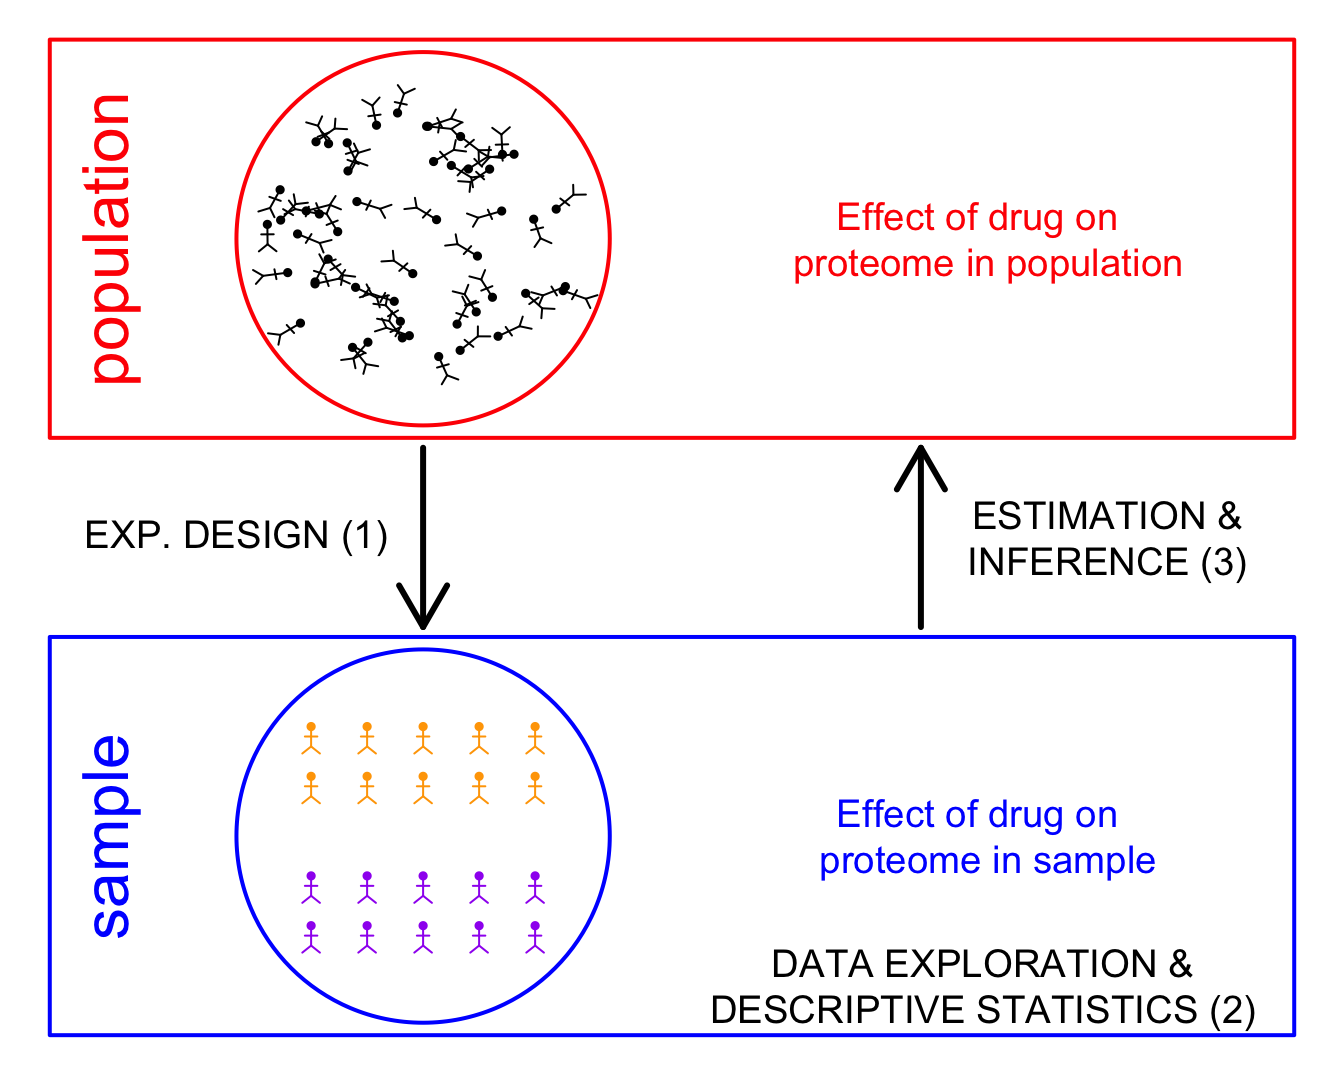 population
Effect of drug on
proteome in population
EXP. DESIGN (1)
ESTIMATION &
INFERENCE (3)
sample
Effect of drug on
proteome in sample
DATA EXPLORATION &
DESCRIPTIVE STATISTICS (2)